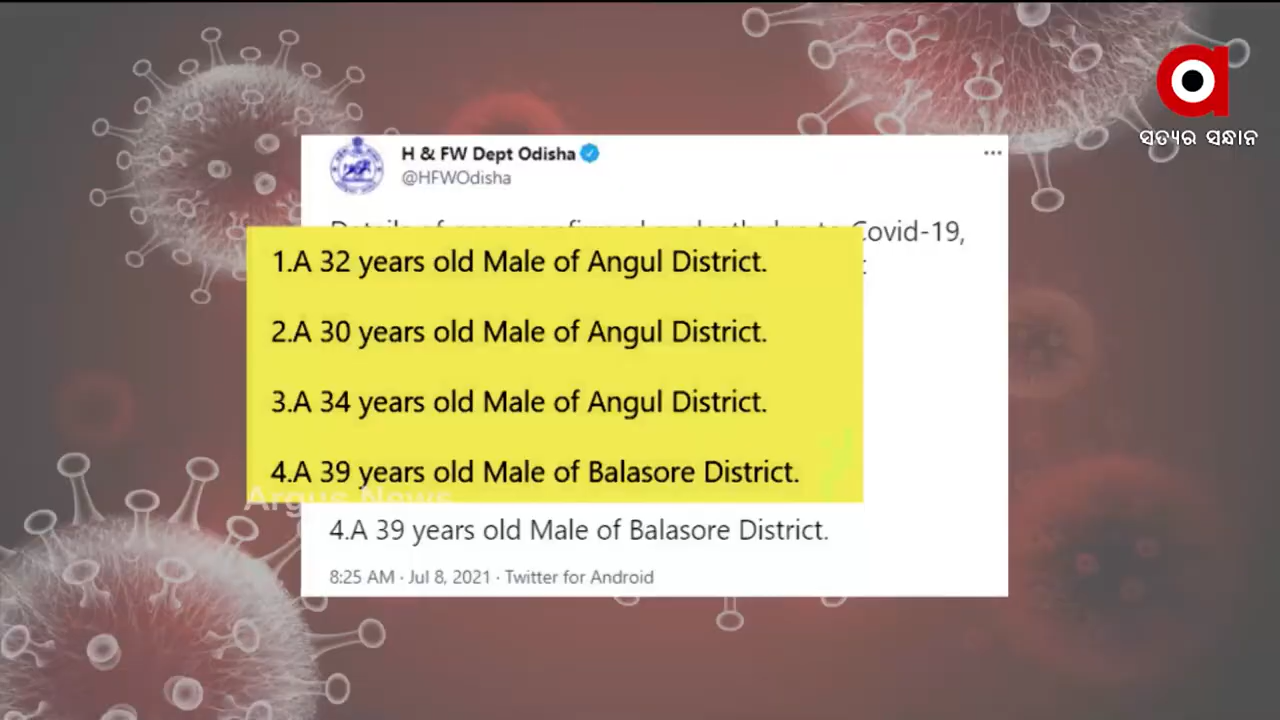 ସତ୍ୟର ସନ୍ଧାନ
H & FW Dept Odisha
@HFWOdisha
Covid-19,
1.A 32 years old Male of Angul District.
2.A 30 years old Male of Angul District.
3.A 34 years old Male of Angul District.
4.A 39 years old Male of Balasore District.
Argus News
4.A 39 years old Male of Balasore District.
8:25 AM · Jul 8, 2021 · Twitter for Android